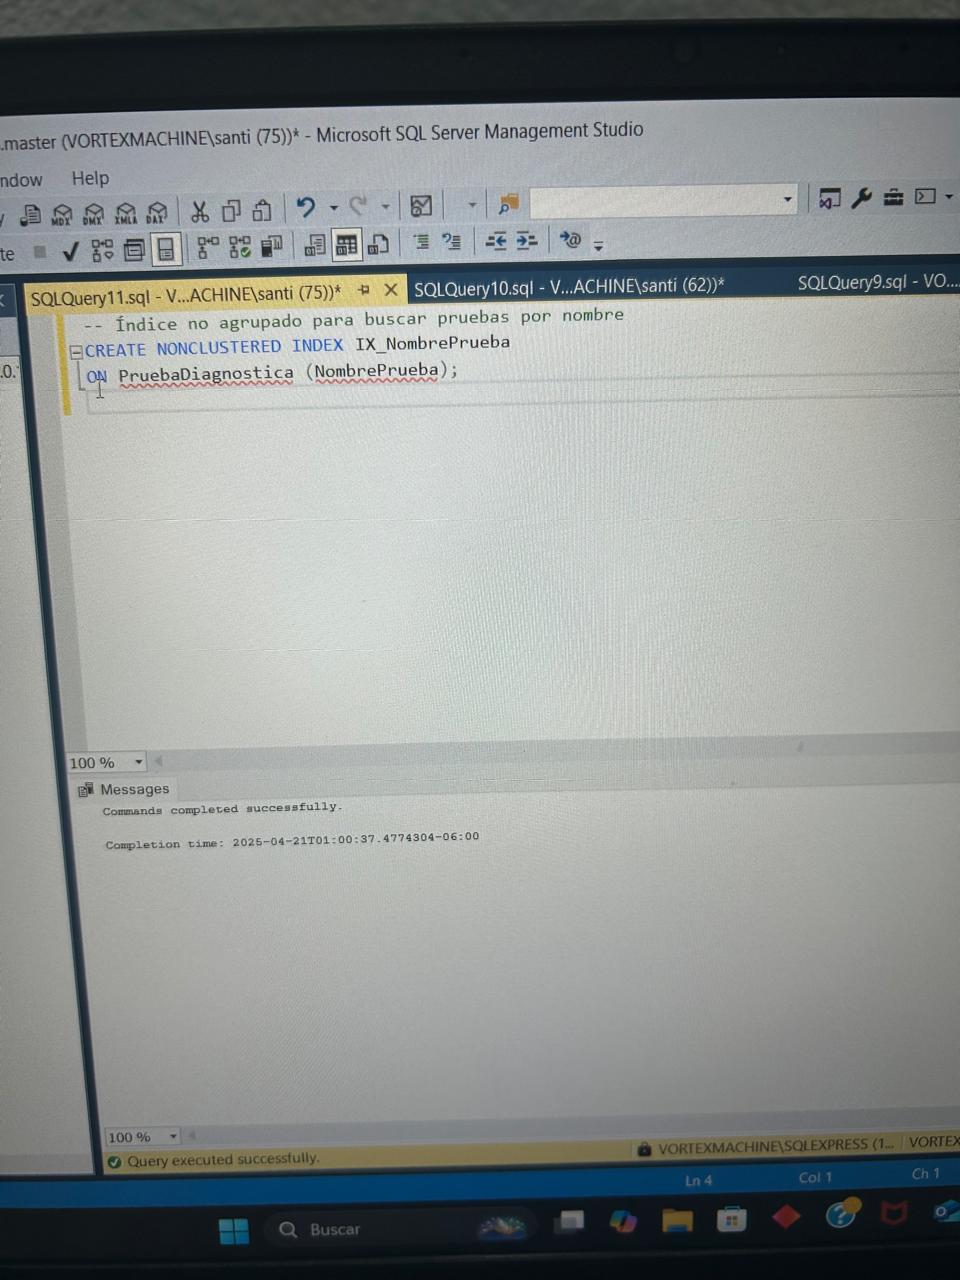 .master (VORTEXMACHINE\santi (75))* - Microsoft SQL Server Management Studio
ndow Help
MDX DMX XMLA DAX
te
SQLQuery11.sql - V...ACHINE\santi (75))* SQLQuery10.sql - V...ACHINE\santi (62))* SQLQuery9.sql - VO...
-- Índice no agrupado para buscar pruebas por nombre
CREATE NONCLUSTERED INDEX IX_NombrePrueba
ON PruebaDiagnostica (NombrePrueba);
100 %
Messages
Commands completed successfully.
Completion time: 2025-04-21T01:00:37.4774304-06:00
100 %
Query executed successfully. VORTEXMACHINE\SQLEXPRESS (1... VORTEX
Ln 4 Col 1 Ch 1
Buscar